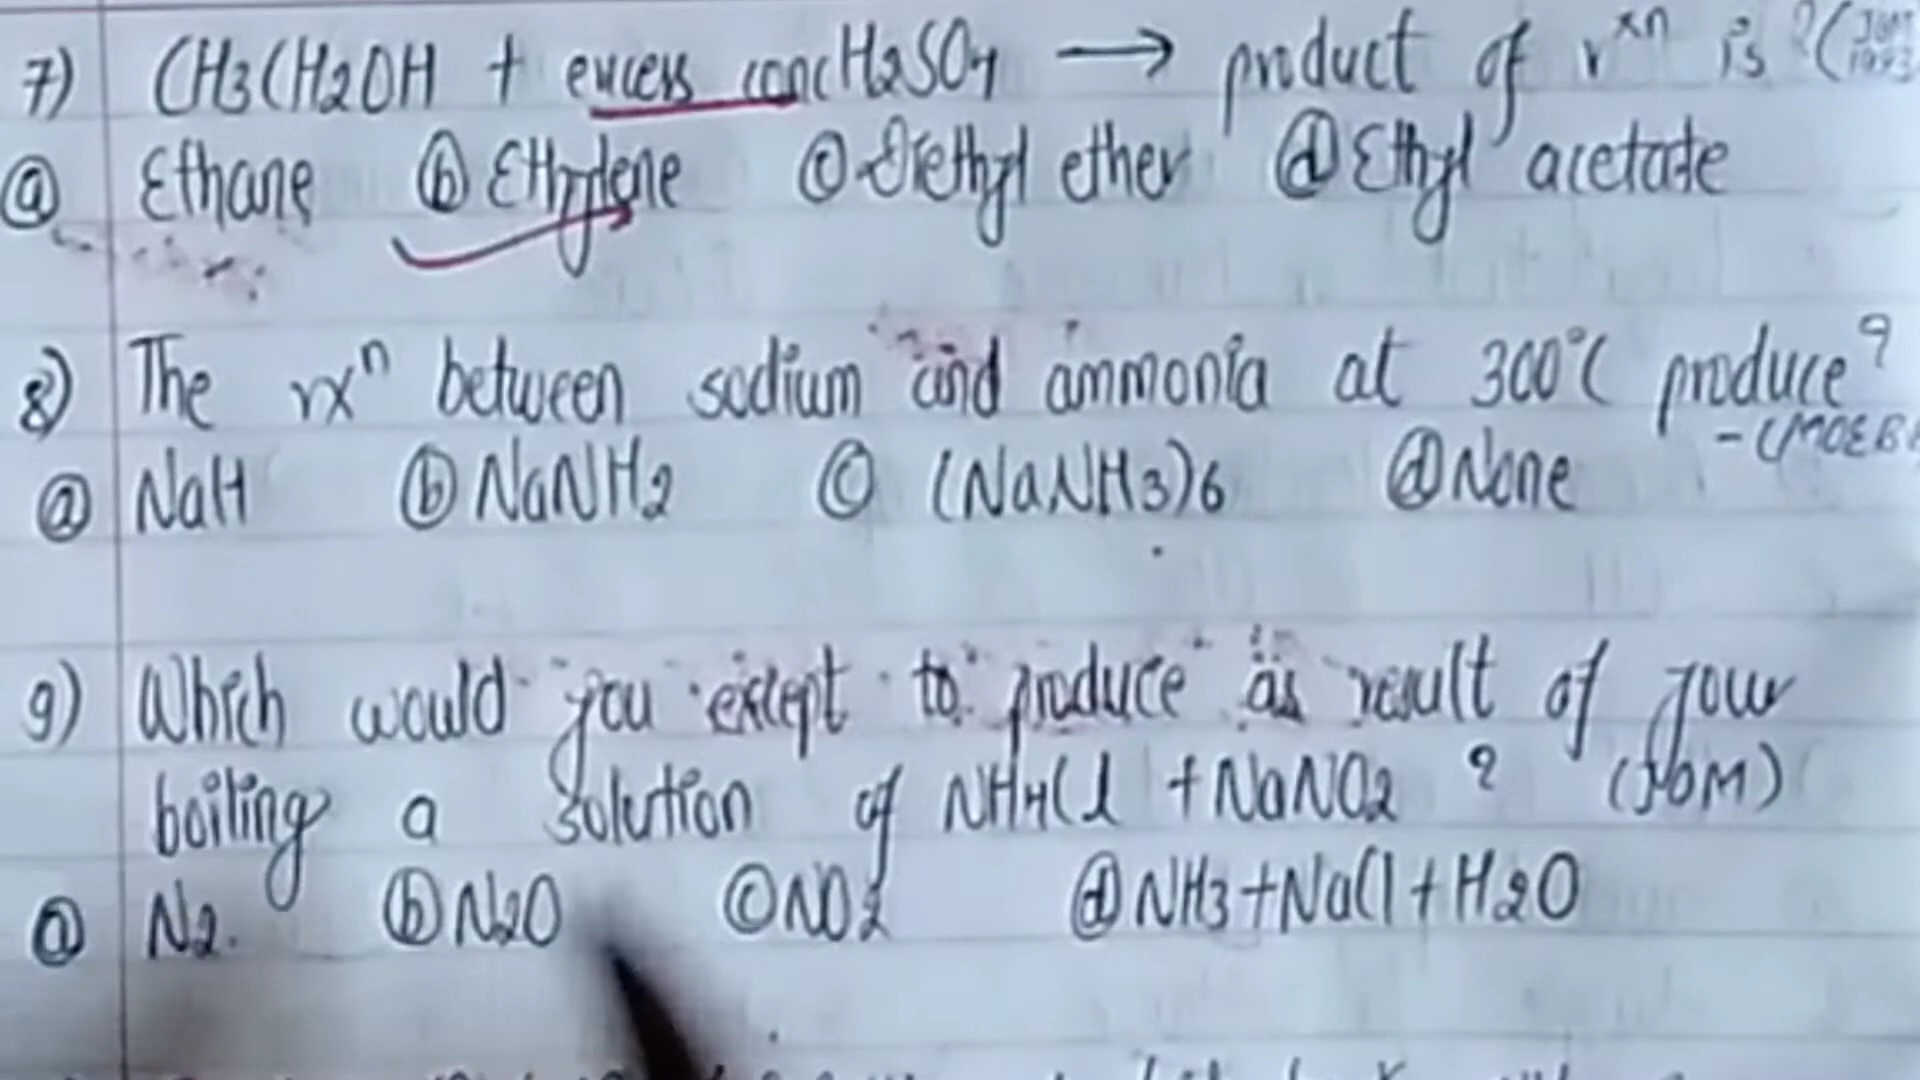 7) CH3CH2OH + excess conc H2SO4 → product of rxn is ?
(a) Ethane (b) Ethylene (c) Diethyl ether (d) Ethyl acetate
8) The rxn between sodium and ammonia at 300°C produce?
-(MOE
(a) NaH (b) NaNH2 (c) (NaNH3)6 (d) None
9) Which would you except to produce as result of your
boiling a solution of NH4Cl + NaNO2 ?
(a) N2. (b) N2O (c) NO2 (d) NH3+NaCl+H2O